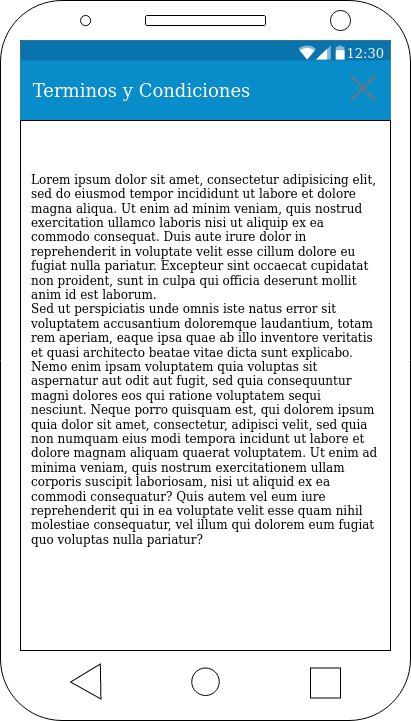 12:30
Terminos y Condiciones
Lorem ipsum dolor sit amet, consectetur adipisicing elit,
sed do eiusmod tempor incididunt ut labore et dolore
magna aliqua. Ut enim ad minim veniam, quis nostrud
exercitation ullamco laboris nisi ut aliquip ex ea
commodo consequat. Duis aute irure dolor in
reprehenderit in voluptate velit esse cillum dolore eu
fugiat nulla pariatur. Excepteur sint occaecat cupidatat
non proident, sunt in culpa qui officia deserunt mollit
anim id est laborum.
Sed ut perspiciatis unde omnis iste natus error sit
voluptatem accusantium doloremque laudantium, totam
rem aperiam, eaque ipsa quae ab illo inventore veritatis
et quasi architecto beatae vitae dicta sunt explicabo.
Nemo enim ipsam voluptatem quia voluptas sit
aspernatur aut odit aut fugit, sed quia consequuntur
magni dolores eos qui ratione voluptatem sequi
nesciunt. Neque porro quisquam est, qui dolorem ipsum
quia dolor sit amet, consectetur, adipisci velit, sed quia
non numquam eius modi tempora incidunt ut labore et
dolore magnam aliquam quaerat voluptatem. Ut enim ad
minima veniam, quis nostrum exercitationem ullam
corporis suscipit laboriosam, nisi ut aliquid ex ea
commodi consequatur? Quis autem vel eum iure
reprehenderit qui in ea voluptate velit esse quam nihil
molestiae consequatur, vel illum qui dolorem eum fugiat
quo voluptas nulla pariatur?